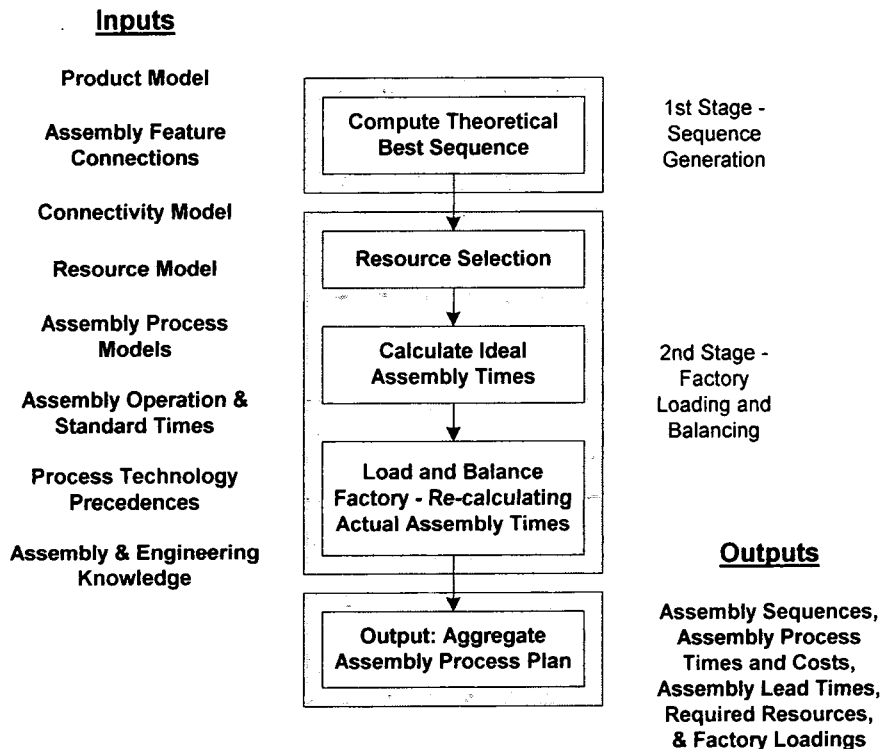 Inputs
Product Model
Assembly Feature
Connections
Connectivity Model
Resource Model
Assembly Process
Models
Assembly Operation &
Standard Times
Process Technology
Precedences
Assembly & Engineering
Knowledge
Compute Theoretical
Best Sequence
Resource Selection
Calculate Ideal
Assembly Times
Load and Balance
Factory - Re-calculating
Actual Assembly Times
Output: Aggregate
Assembly Process Plan
1st Stage -
Sequence
Generation
2nd Stage -
Factory
Loading and
Balancing
Outputs
Assembly Sequences,
Assembly Process
Times and Costs,
Assembly Lead Times,
Required Resources,
& Factory Loadings